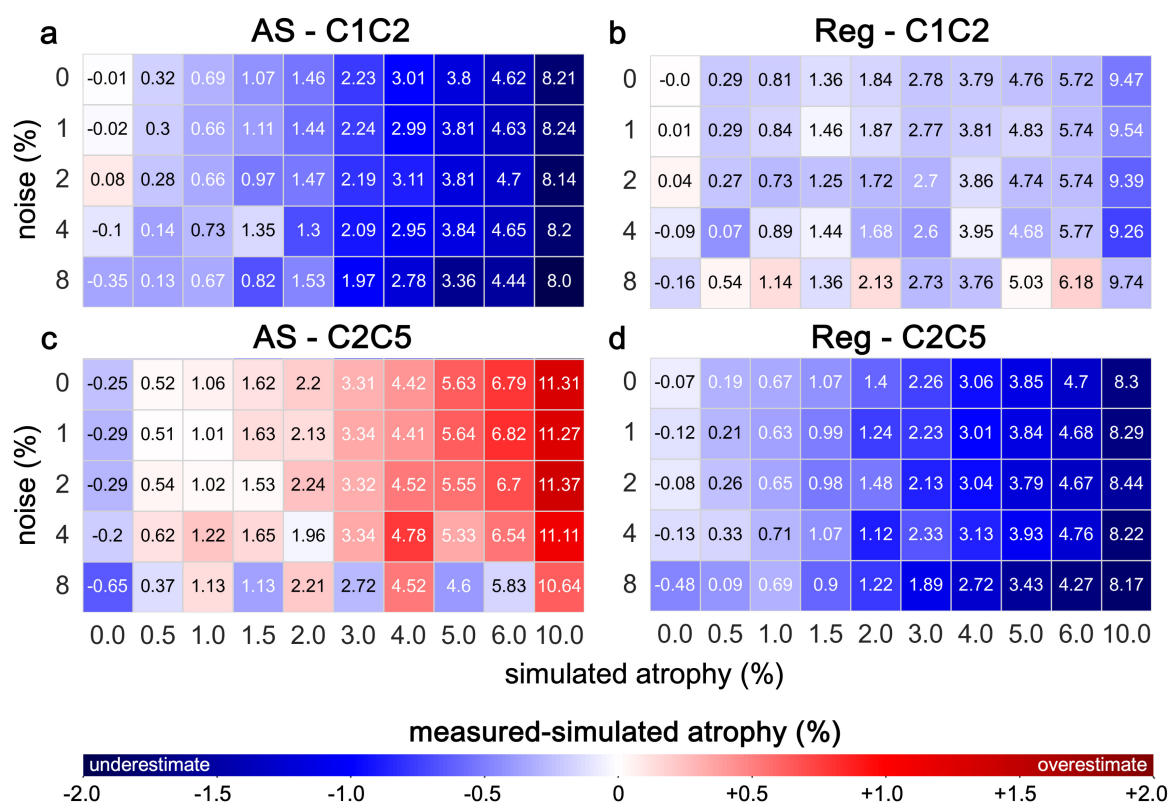 a AS - C1C2
0 -0.01 0.32 0.69 1.07 1.46 2.23 3.01 3.8 4.62 8.21
1 -0.02 0.3 0.66 1.11 1.44 2.24 2.99 3.81 4.63 8.24
2 0.08 0.28 0.66 0.97 1.47 2.19 3.11 3.81 4.7 8.14
4 -0.1 0.14 0.73 1.35 1.3 2.09 2.95 3.84 4.65 8.2
8 -0.35 0.13 0.67 0.82 1.53 1.97 2.78 3.36 4.44 8.0
noise (%)
b Reg - C1C2
0 -0.0 0.29 0.81 1.36 1.84 2.78 3.79 4.76 5.72 9.47
1 0.01 0.29 0.84 1.46 1.87 2.77 3.81 4.83 5.74 9.54
2 0.04 0.27 0.73 1.25 1.72 2.7 3.86 4.74 5.74 9.39
4 -0.09 0.07 0.89 1.44 1.68 2.6 3.95 4.68 5.77 9.26
8 -0.16 0.54 1.14 1.36 2.13 2.73 3.76 5.03 6.18 9.74
c AS - C2C5
0 -0.25 0.52 1.06 1.62 2.2 3.31 4.42 5.63 6.79 11.31
1 -0.29 0.51 1.01 1.63 2.13 3.34 4.41 5.64 6.82 11.27
2 -0.29 0.54 1.02 1.53 2.24 3.32 4.52 5.55 6.7 11.37
4 -0.2 0.62 1.22 1.65 1.96 3.34 4.78 5.33 6.54 11.11
8 -0.65 0.37 1.13 1.13 2.21 2.72 4.52 4.6 5.83 10.64
noise (%)
0.0 0.5 1.0 1.5 2.0 3.0 4.0 5.0 6.0 10.0
d Reg - C2C5
0 -0.07 0.19 0.67 1.07 1.4 2.26 3.06 3.85 4.7 8.3
1 -0.12 0.21 0.63 0.99 1.24 2.23 3.01 3.84 4.68 8.29
2 -0.08 0.26 0.65 0.98 1.48 2.13 3.04 3.79 4.67 8.44
4 -0.13 0.33 0.71 1.07 1.12 2.33 3.13 3.93 4.76 8.22
8 -0.48 0.09 0.69 0.9 1.22 1.89 2.72 3.43 4.27 8.17
0.0 0.5 1.0 1.5 2.0 3.0 4.0 5.0 6.0 10.0
simulated atrophy (%)
measured-simulated atrophy (%)
underestimate overestimate
-2.0 -1.5 -1.0 -0.5 0 +0.5 +1.0 +1.5 +2.0